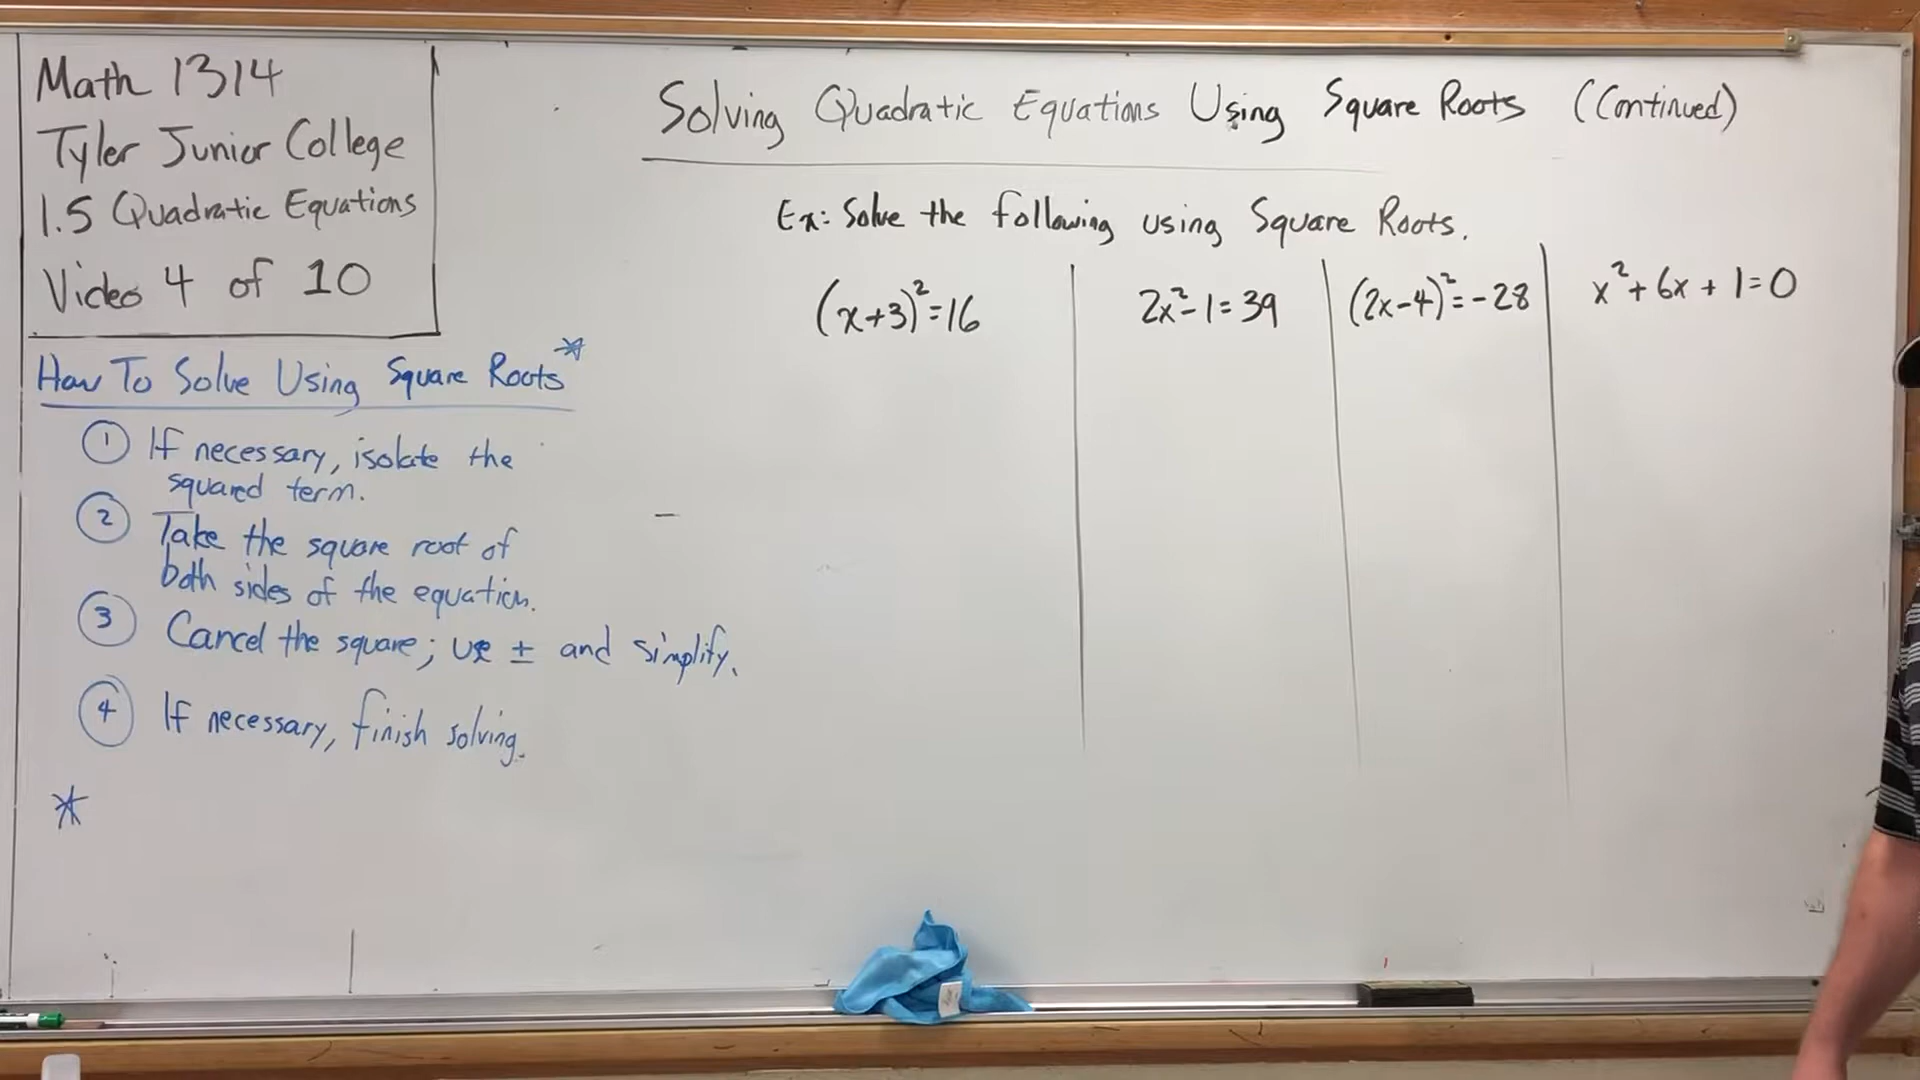 Math 1314
Tyler Junior College
1.5 Quadratic Equations
Video 4 of 10
Solving Quadratic Equations Using Square Roots (Continued)
Ex: Solve the following using Square Roots.
(x+3)²=16
2x²-1=39
(2x-4)²=-28
x²+6x+1=0
How To Solve Using Square Roots*
① If necessary, isolate the
squared term.
② Take the square root of
both sides of the equation.
③ Cancel the square; use ± and simplify.
④ If necessary, finish solving.
*